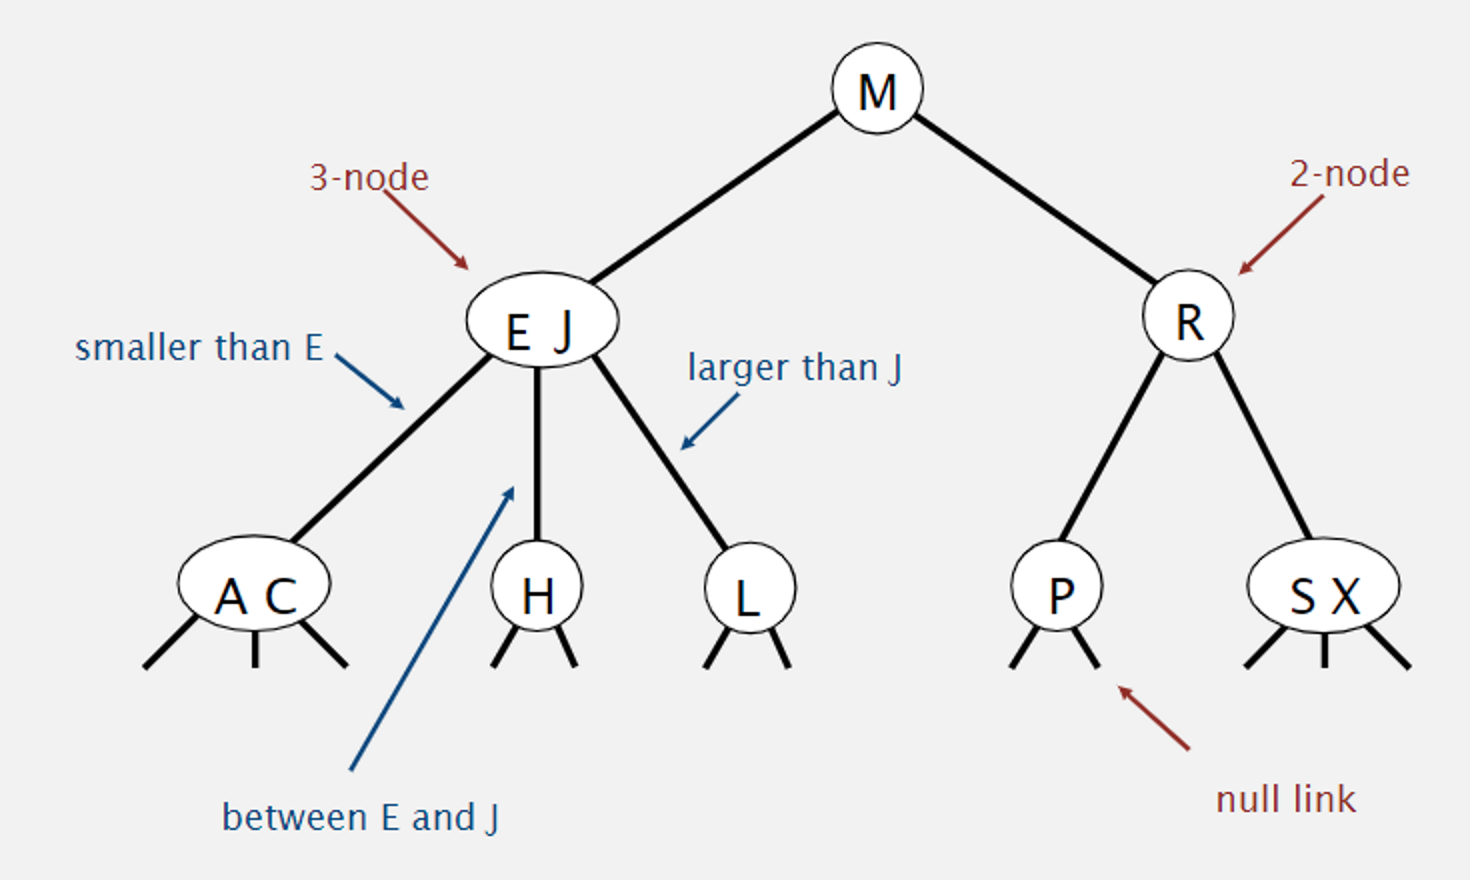 M
3-node
2-node
E J
R
smaller than E
larger than J
A C
H
L
P
S X
between E and J
null link